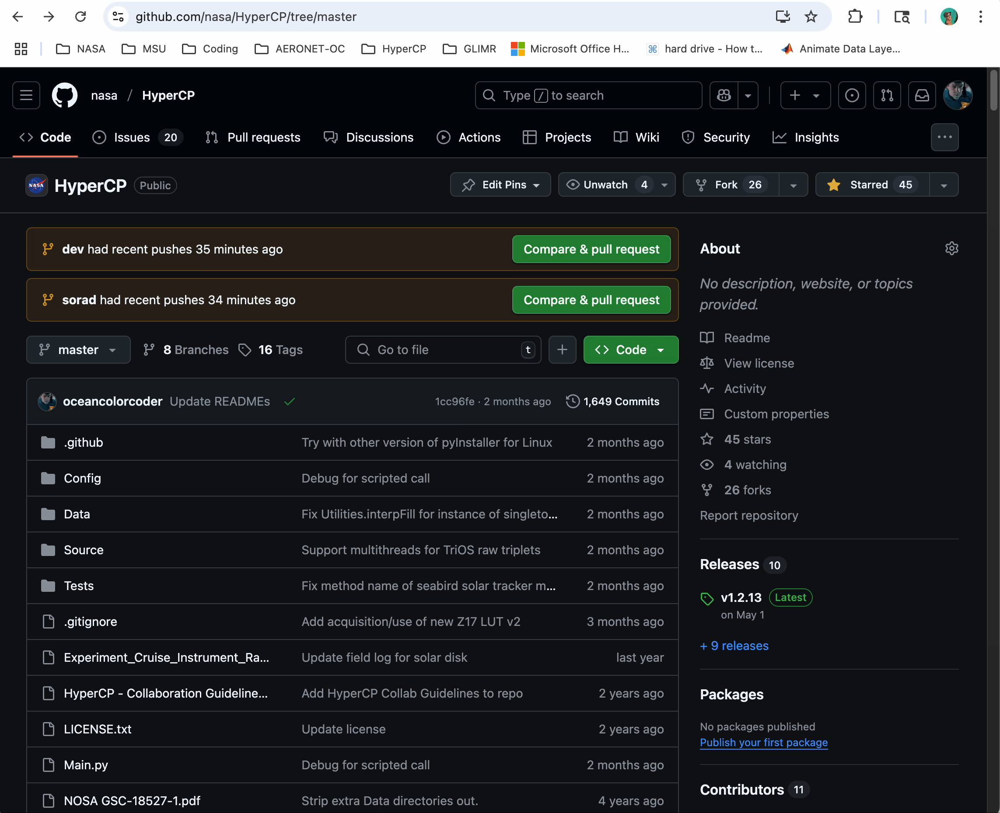 github.com/nasa/HyperCP/tree/master
NASA MSU Coding AERONET-OC HyperCP GLIMR Microsoft Office H... hard drive - How t... Animate Data Laye...
nasa / HyperCP Type / to search
Code Issues 20 Pull requests Discussions Actions Projects Wiki Security Insights
NASA HyperCP Public Edit Pins Unwatch 4 Fork 26 Starred 45
dev had recent pushes 35 minutes ago Compare & pull request
sorad had recent pushes 34 minutes ago Compare & pull request
master 8 Branches 16 Tags Go to file t + Code
oceancolorcoder Update READMEs 1cc96fe · 2 months ago 1,649 Commits
.github Try with other version of pyInstaller for Linux 2 months ago
Config Debug for scripted call 2 months ago
Data Fix Utilities.interpFill for instance of singleto... 2 months ago
Source Support multithreads for TriOS raw triplets 2 months ago
Tests Fix method name of seabird solar tracker m... 2 months ago
.gitignore Add acquisition/use of new Z17 LUT v2 3 months ago
Experiment_Cruise_Instrument_Ra... Update field log for solar disk last year
HyperCP - Collaboration Guideline... Add HyperCP Collab Guidelines to repo 2 years ago
LICENSE.txt Update license 2 years ago
Main.py Debug for scripted call 2 months ago
NOSA GSC-18527-1.pdf Strip extra Data directories out. 4 years ago
About
No description, website, or topics
provided.
Readme
View license
Activity
Custom properties
45 stars
4 watching
26 forks
Report repository
Releases 10
v1.2.13 Latest
on May 1
+ 9 releases
Packages
No packages published
Publish your first package
Contributors 11